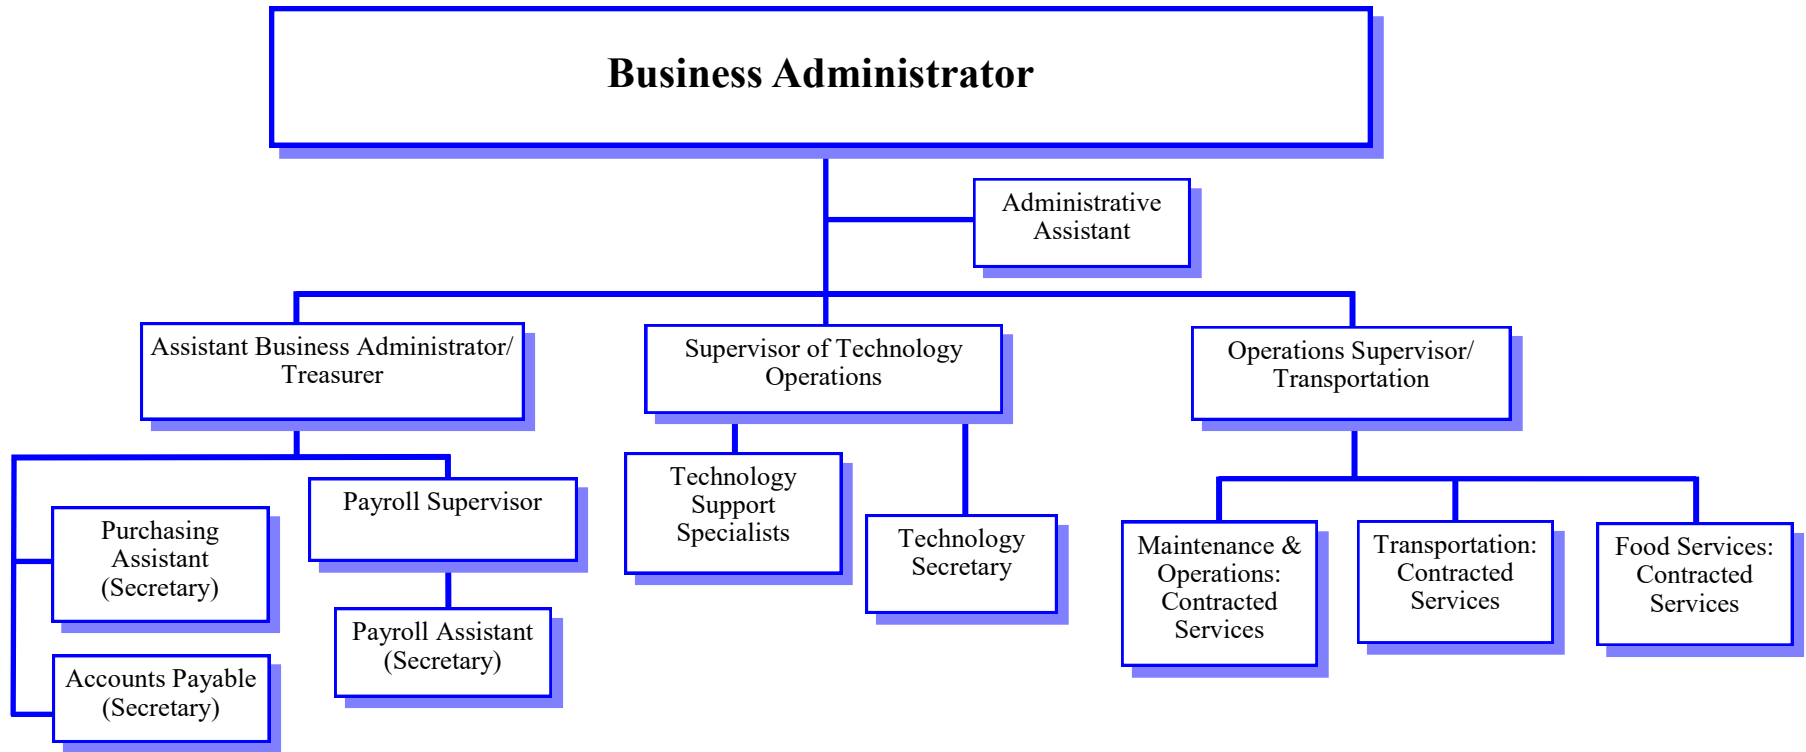 Business Administrator
Administrative
Assistant
Assistant Business Administrator/
Treasurer
Supervisor of Technology
Operations
Operations Supervisor/
Transportation
Purchasing
Assistant
(Secretary)
Accounts Payable
(Secretary)
Payroll Supervisor
Payroll Assistant
(Secretary)
Technology
Support
Specialists
Technology
Secretary
Maintenance &
Operations:
Contracted
Services
Transportation:
Contracted
Services
Food Services:
Contracted
Services